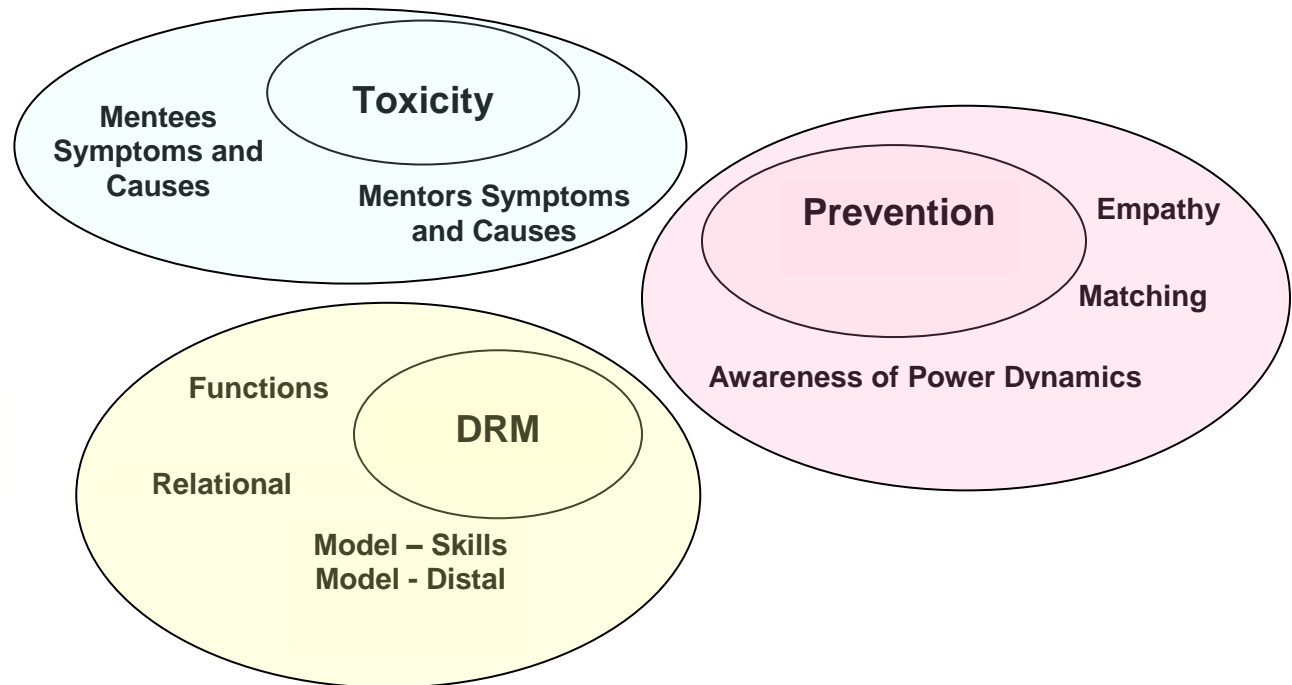 Toxicity
Mentees
Symptoms and
Causes
Mentors Symptoms
and Causes
Prevention
Empathy
Matching
Awareness of Power Dynamics
Functions
DRM
Relational
Model – Skills
Model - Distal